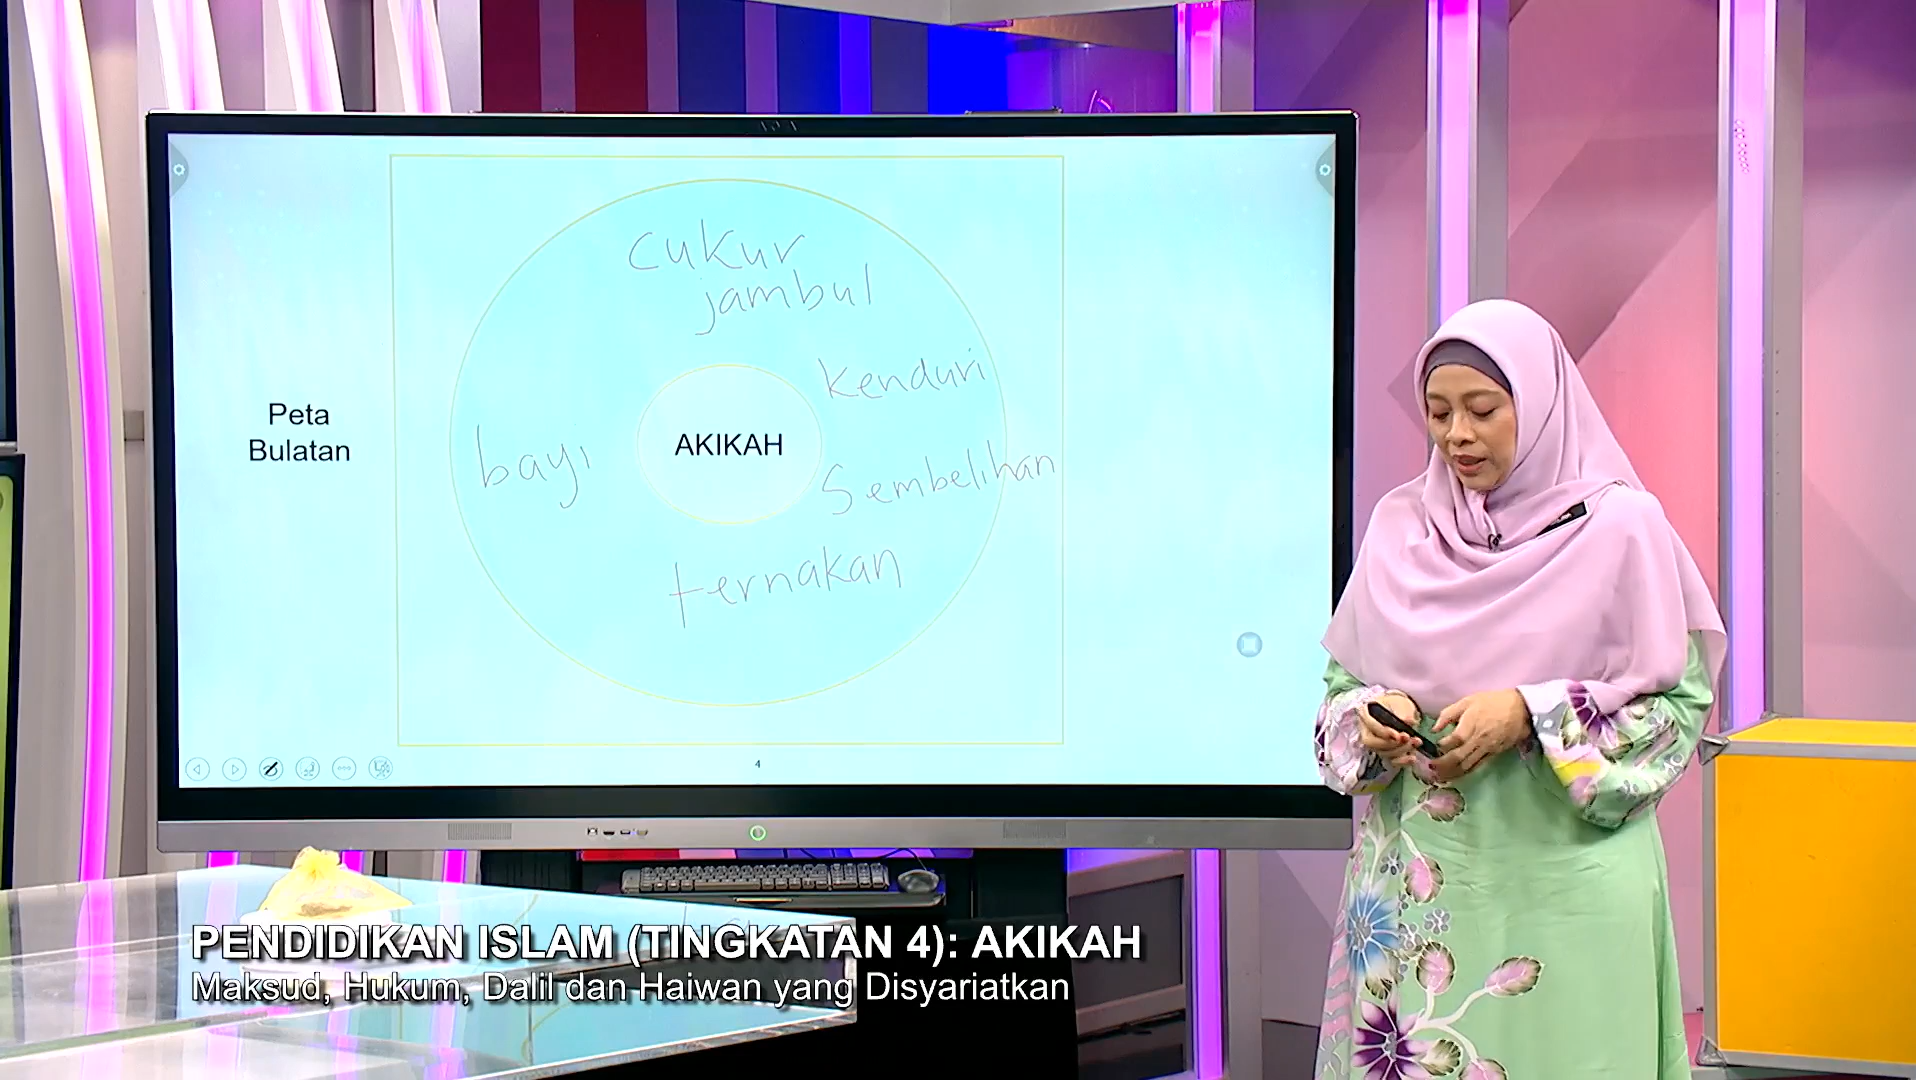 Peta
Bulatan
cukur
jambul
Kenduri
AKIKAH
bayi
Sembelihan
ternakan
4
PENDIDIKAN ISLAM (TINGKATAN 4): AKIKAH
Maksud, Hukum, Dalil dan Haiwan yang Disyariatkan